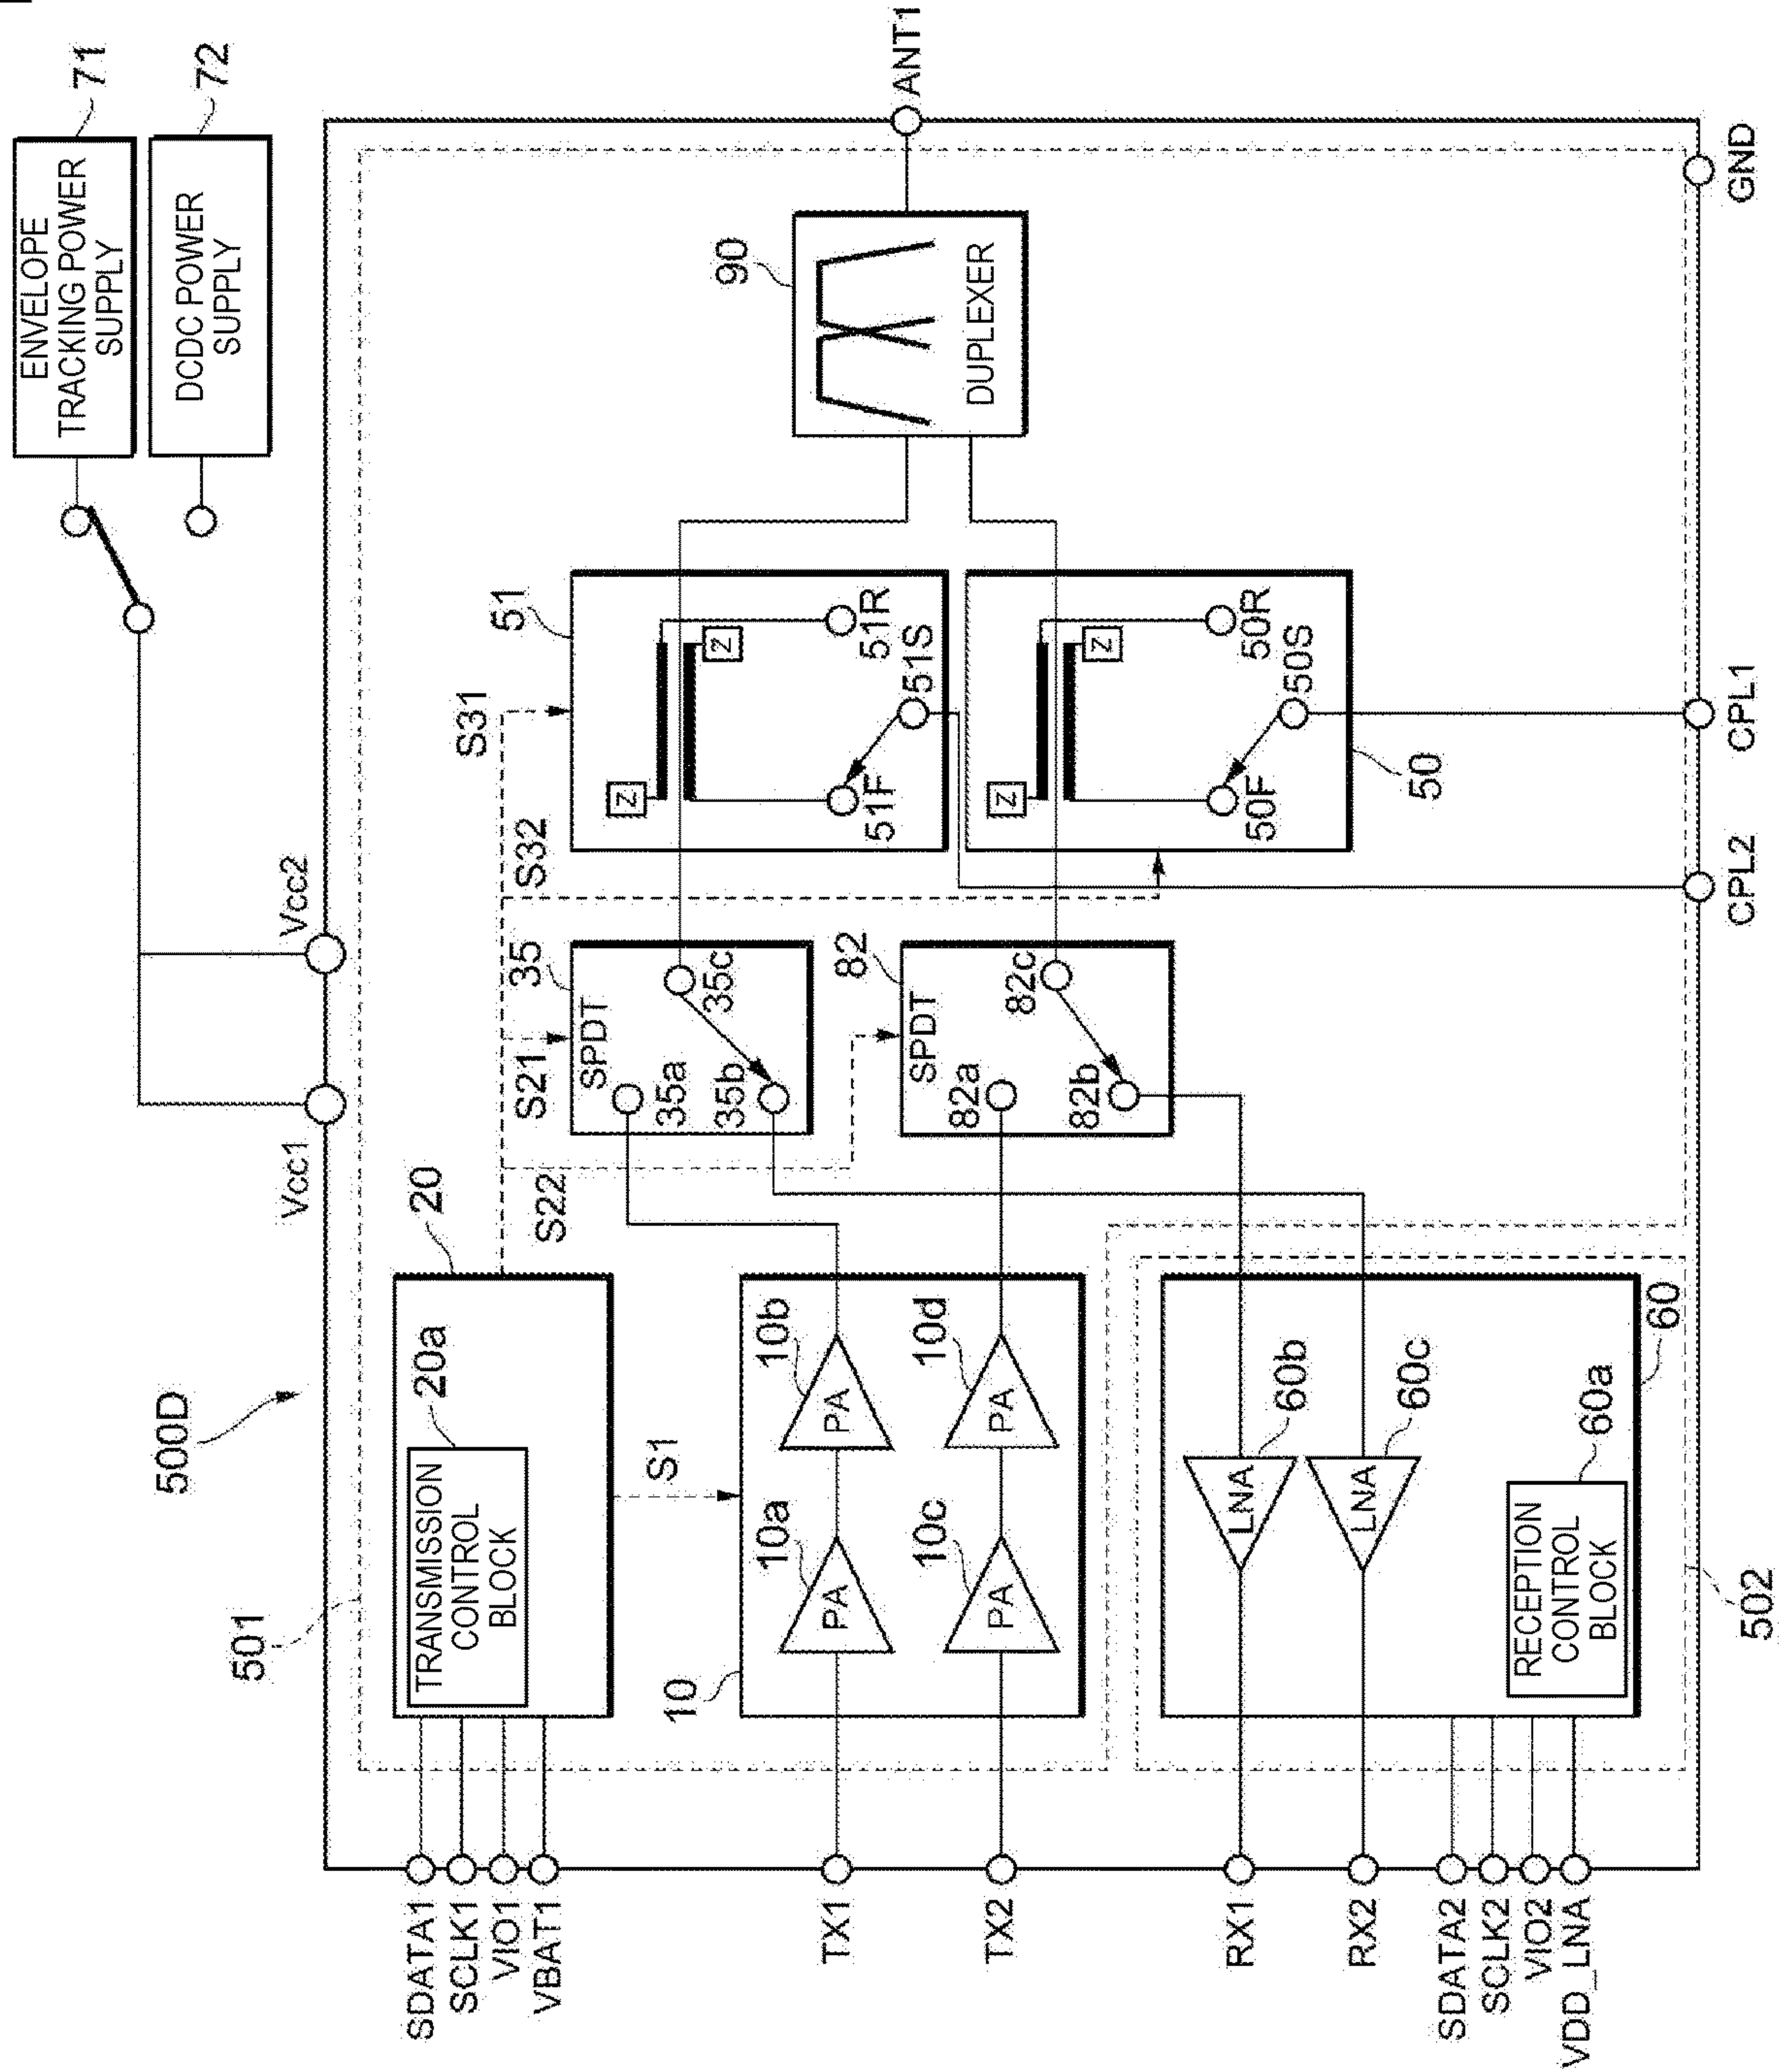 500D
ENVELOPE
TRACKING POWER
SUPPLY
71
DCDC POWER
SUPPLY
72
Vcc1
Vcc2
501
20
20a
TRANSMISSION
CONTROL
BLOCK
SDATA1
SCLK1
VIO1
VBAT1
S1
S21
S22
S31
S32
35
SPDT
35a
35b
35c
82
SPDT
82a
82b
82c
51
Z
Z
51F
51R
51S
50
Z
Z
50F
50R
50S
90
DUPLEXER
ANT1
10
10a
PA
10b
PA
10c
PA
10d
PA
TX1
TX2
RX1
RX2
LNA
60b
LNA
60c
RECEPTION
CONTROL
BLOCK
60a
60
502
SDATA2
SCLK2
VIO2
VDD_LNA
CPL2
CPL1
GND